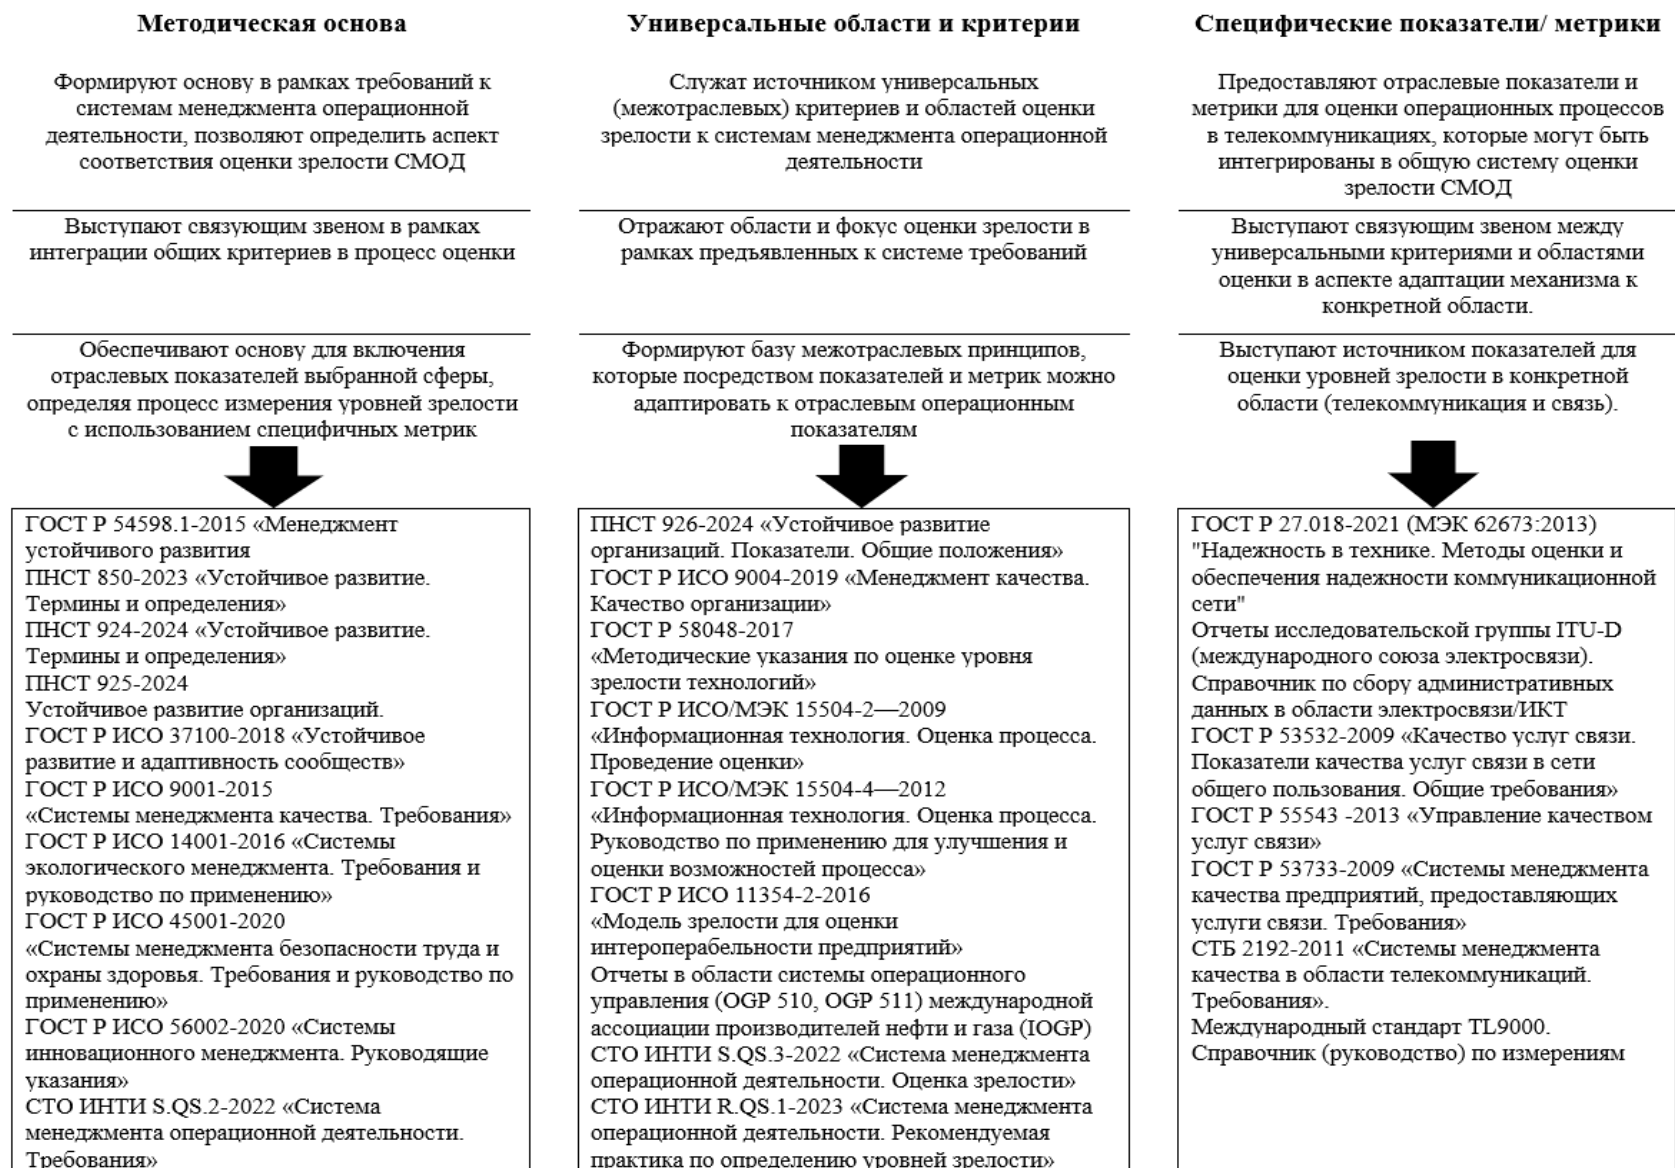 Методическая основа
Формируют основу в рамках требований к
системам менеджмента операционной
деятельности, позволяют определить аспект
соответствия оценки зрелости СМОД
Выступают связующим звеном в рамках
интеграции общих критериев в процесс оценки
Обеспечивают основу для включения
отраслевых показателей выбранной сферы,
определяя процесс измерения уровней зрелости
с использованием специфичных метрик
ГОСТ Р 54598.1-2015 «Менеджмент
устойчивого развития
ПНСТ 850-2023 «Устойчивое развитие.
Термины и определения»
ПНСТ 924-2024 «Устойчивое развитие.
Термины и определения»
ПНСТ 925-2024
Устойчивое развитие организаций.
ГОСТ Р ИСО 37100-2018 «Устойчивое
развитие и адаптивность сообществ»
ГОСТ Р ИСО 9001-2015
«Системы менеджмента качества. Требования»
ГОСТ Р ИСО 14001-2016 «Системы
экологического менеджмента. Требования и
руководство по применению»
ГОСТ Р ИСО 45001-2020
«Системы менеджмента безопасности труда и
охраны здоровья. Требования и руководство по
применению»
ГОСТ Р ИСО 56002-2020 «Системы
инновационного менеджмента. Руководящие
указания»
СТО ИНТИ S.QS.2-2022 «Система
менеджмента операционной деятельности.
Требования»
Универсальные области и критерии
Служат источником универсальных
(межотраслевых) критериев и областей оценки
зрелости к системам менеджмента операционной
деятельности
Отражают области и фокус оценки зрелости в
рамках предъявленных к системе требований
Формируют базу межотраслевых принципов,
которые посредством показателей и метрик можно
адаптировать к отраслевым операционным
показателям
ПНСТ 926-2024 «Устойчивое развитие
организаций. Показатели. Общие положения»
ГОСТ Р ИСО 9004-2019 «Менеджмент качества.
Качество организации»
ГОСТ Р 58048-2017
«Методические указания по оценке уровня
зрелости технологий»
ГОСТ Р ИСО/МЭК 15504-2—2009
«Информационная технология. Оценка процесса.
Проведение оценки»
ГОСТ Р ИСО/МЭК 15504-4—2012
«Информационная технология. Оценка процесса.
Руководство по применению для улучшения и
оценки возможностей процесса»
ГОСТ Р ИСО 11354-2-2016
«Модель зрелости для оценки
интероперабельности предприятий»
Отчеты в области системы операционного
управления (OGP 510, OGP 511) международной
ассоциации производителей нефти и газа (IOGP)
СТО ИНТИ S.QS.3-2022 «Система менеджмента
операционной деятельности. Оценка зрелости»
СТО ИНТИ R.QS.1-2023 «Система менеджмента
операционной деятельности. Рекомендуемая
практика по определению уровней зрелости»
Специфические показатели/ метрики
Предоставляют отраслевые показатели и
метрики для оценки операционных процессов
в телекоммуникациях, которые могут быть
интегрированы в общую систему оценки
зрелости СМОД
Выступают связующим звеном между
универсальными критериями и областями
оценки в аспекте адаптации механизма к
конкретной области.
Выступают источником показателей для
оценки уровней зрелости в конкретной
области (телекоммуникация и связь).
ГОСТ Р 27.018-2021 (МЭК 62673:2013)
"Надежность в технике. Методы оценки и
обеспечения надежности коммуникационной
сети"
Отчеты исследовательской группы ITU-D
(международного союза электросвязи).
Справочник по сбору административных
данных в области электросвязи/ИКТ
ГОСТ Р 53532-2009 «Качество услуг связи.
Показатели качества услуг связи в сети
общего пользования. Общие требования»
ГОСТ Р 55543 -2013 «Управление качеством
услуг связи»
ГОСТ Р 53733-2009 «Системы менеджмента
качества предприятий, предоставляющих
услуги связи. Требования»
СТБ 2192-2011 «Системы менеджмента
качества в области телекоммуникаций.
Требования».
Международный стандарт TL9000.
Справочник (руководство) по измерениям